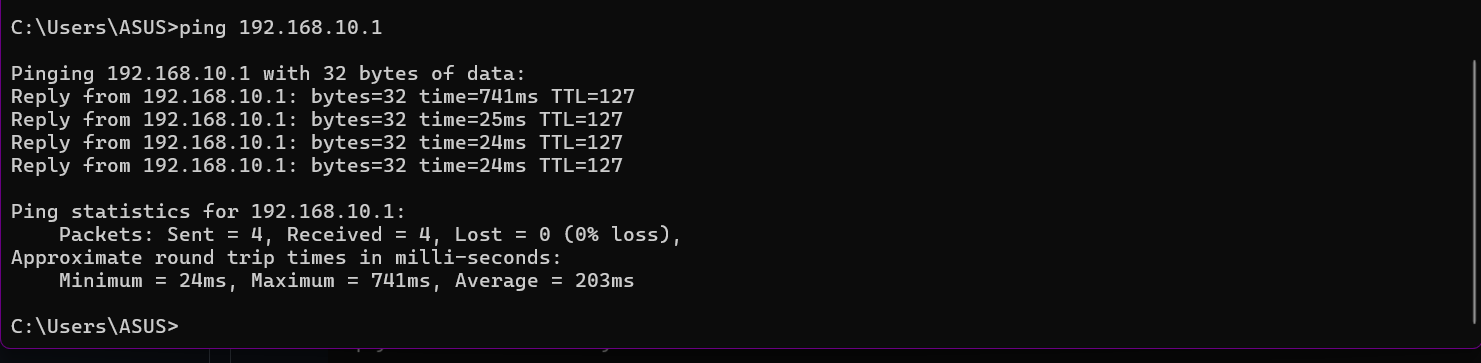 C:\Users\ASUS>ping 192.168.10.1
Pinging 192.168.10.1 with 32 bytes of data:
Reply from 192.168.10.1: bytes=32 time=741ms TTL=127
Reply from 192.168.10.1: bytes=32 time=25ms TTL=127
Reply from 192.168.10.1: bytes=32 time=24ms TTL=127
Reply from 192.168.10.1: bytes=32 time=24ms TTL=127
Ping statistics for 192.168.10.1:
    Packets: Sent = 4, Received = 4, Lost = 0 (0% loss),
Approximate round trip times in milli-seconds:
    Minimum = 24ms, Maximum = 741ms, Average = 203ms
C:\Users\ASUS>